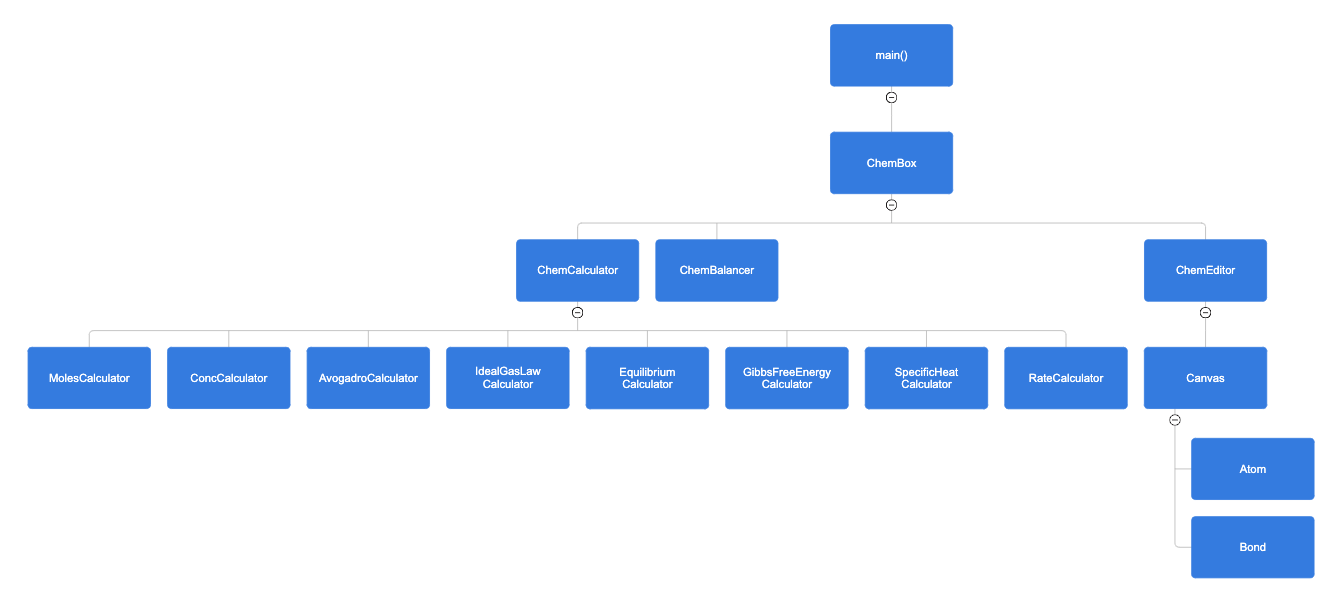 main()
ChemBox
ChemCalculator
ChemBalancer
ChemEditor
MolesCalculator
ConcCalculator
AvogadroCalculator
IdealGasLaw
Calculator
Equilibrium
Calculator
GibbsFreeEnergy
Calculator
SpecificHeat
Calculator
RateCalculator
Canvas
Atom
Bond